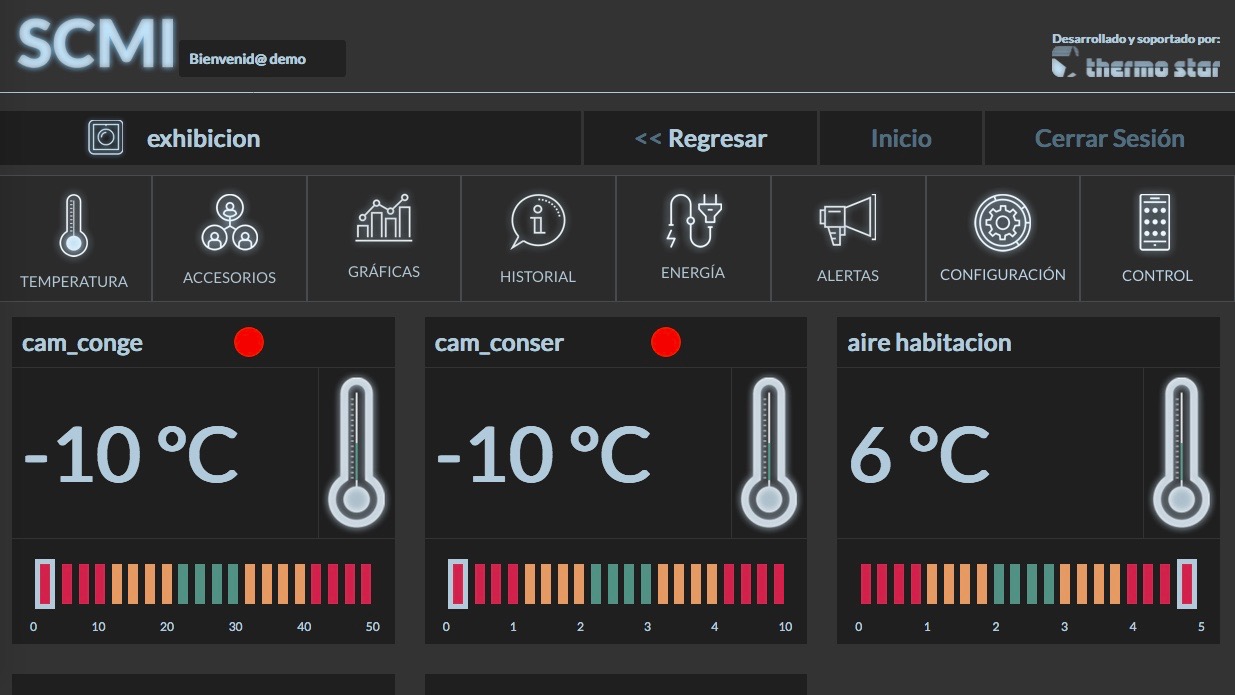 SCMI
Bienvenid@ demo
Desarrollado y soportado por:
thermo star
exhibicion
<< Regresar
Inicio
Cerrar Sesión
TEMPERATURA
ACCESORIOS
GRÁFICAS
HISTORIAL
ENERGÍA
ALERTAS
CONFIGURACIÓN
CONTROL
cam_conge
cam_conser
aire habitacion
-10 °C
-10 °C
6 °C
0 10 20 30 40 50
0 1 2 3 4 10
0 1 2 3 4 5